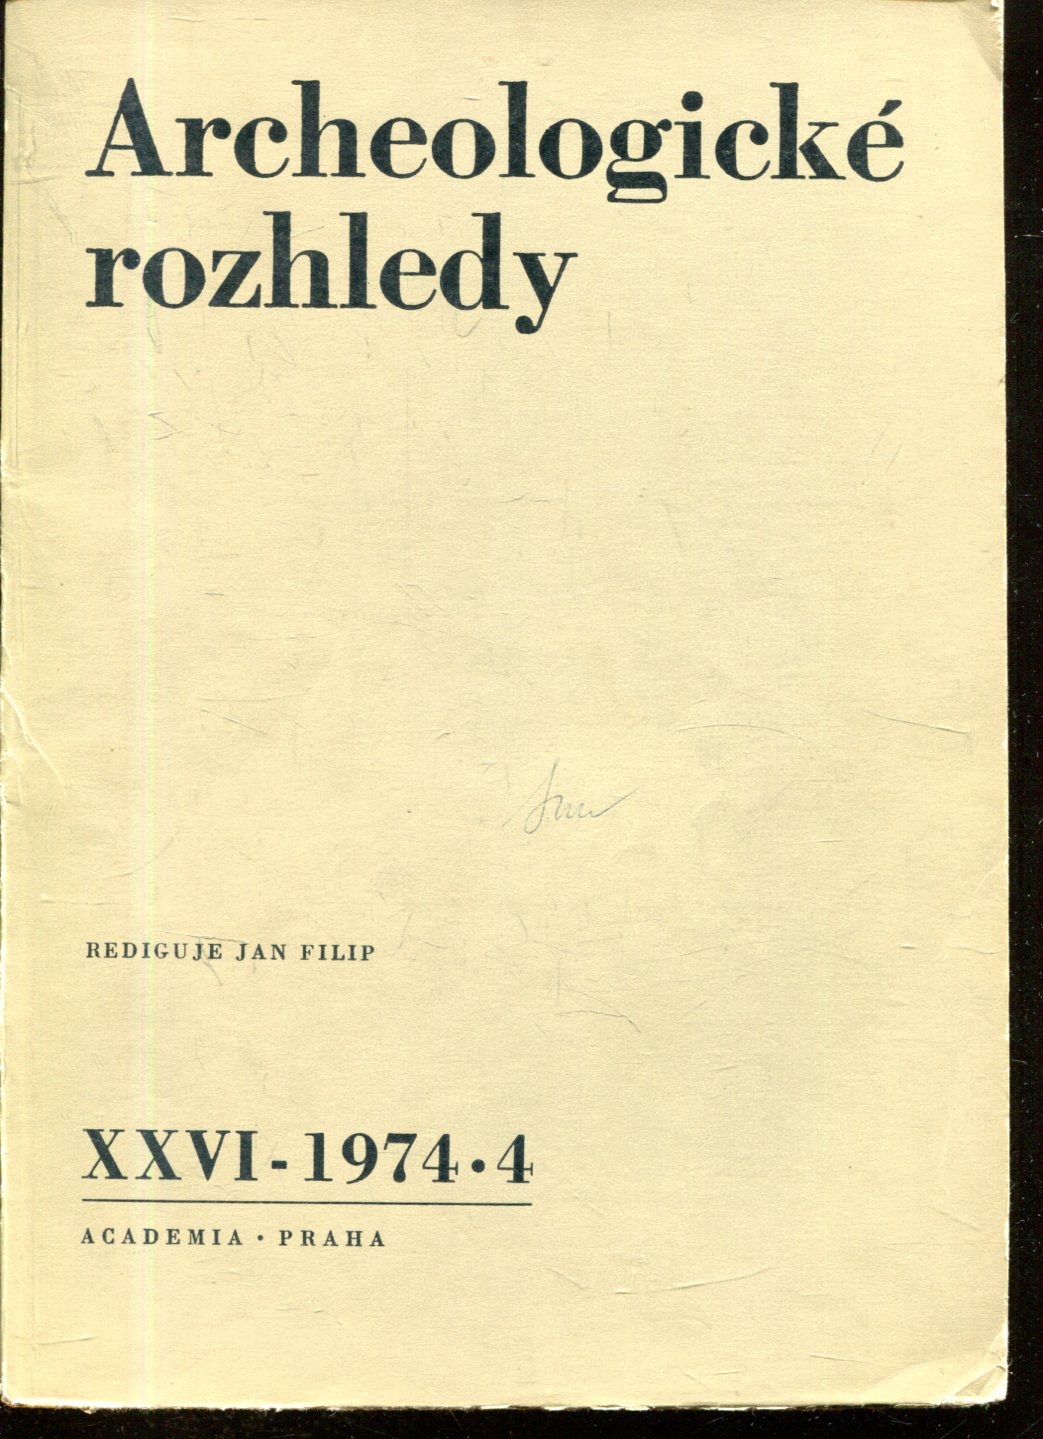 Archeologické
rozhledy
REDIGUJE JAN FILIP
XXVI-1974·4
ACADEMIA · PRAHA